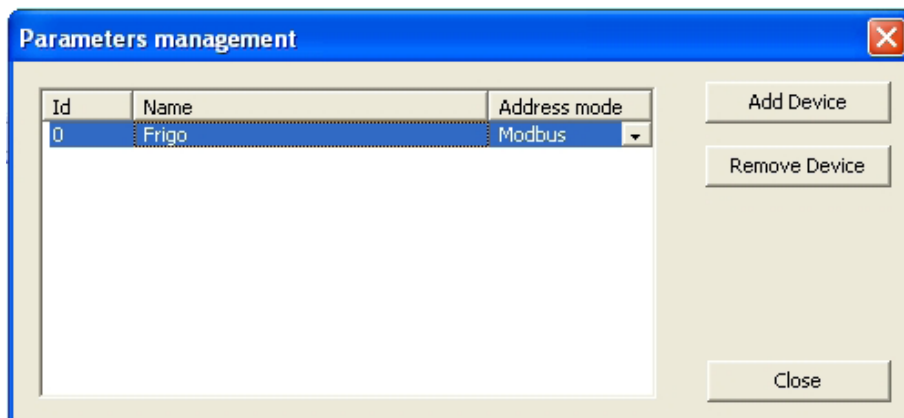 Parameters management
Id Name Address mode
0 Frigo Modbus
Add Device
Remove Device
Close